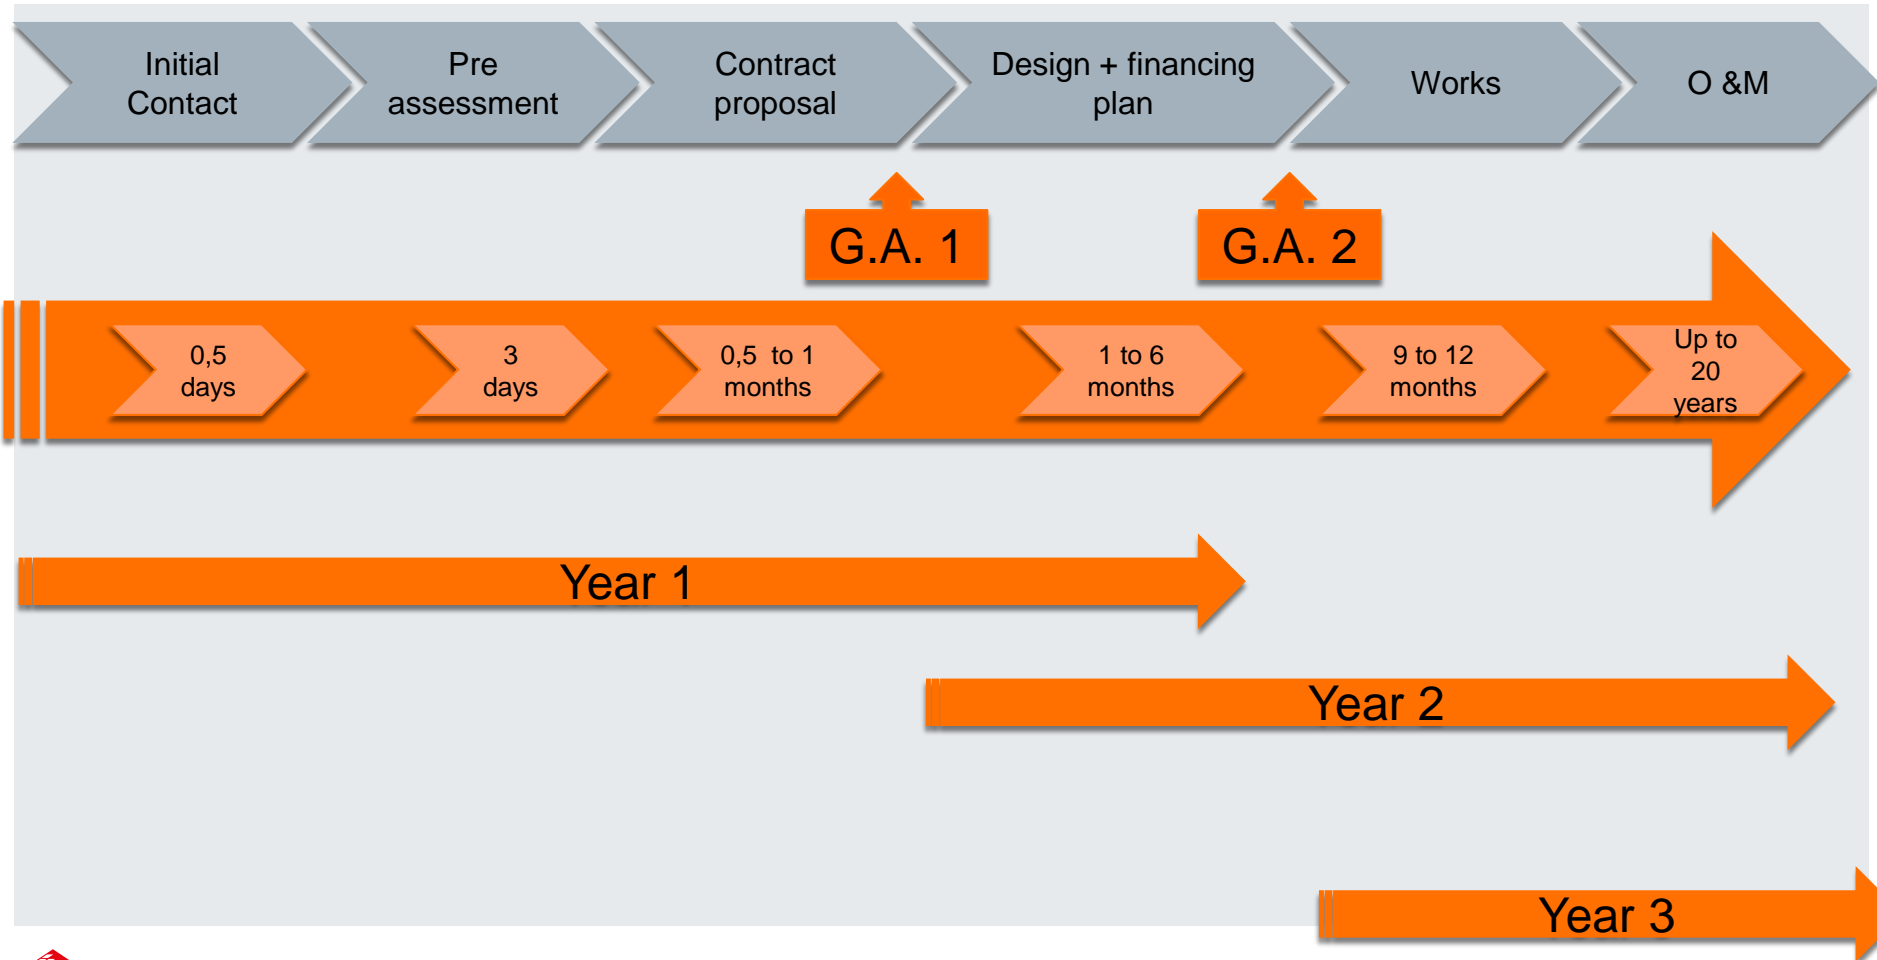 Initial
Contact
Pre
assessment
Contract
proposal
Design + financing
plan
Works
O &M
G.A. 1
G.A. 2
0,5
days
3
days
0,5 to 1
months
1 to 6
months
9 to 12
months
Up to
20
years
Year 1
Year 2
Year 3